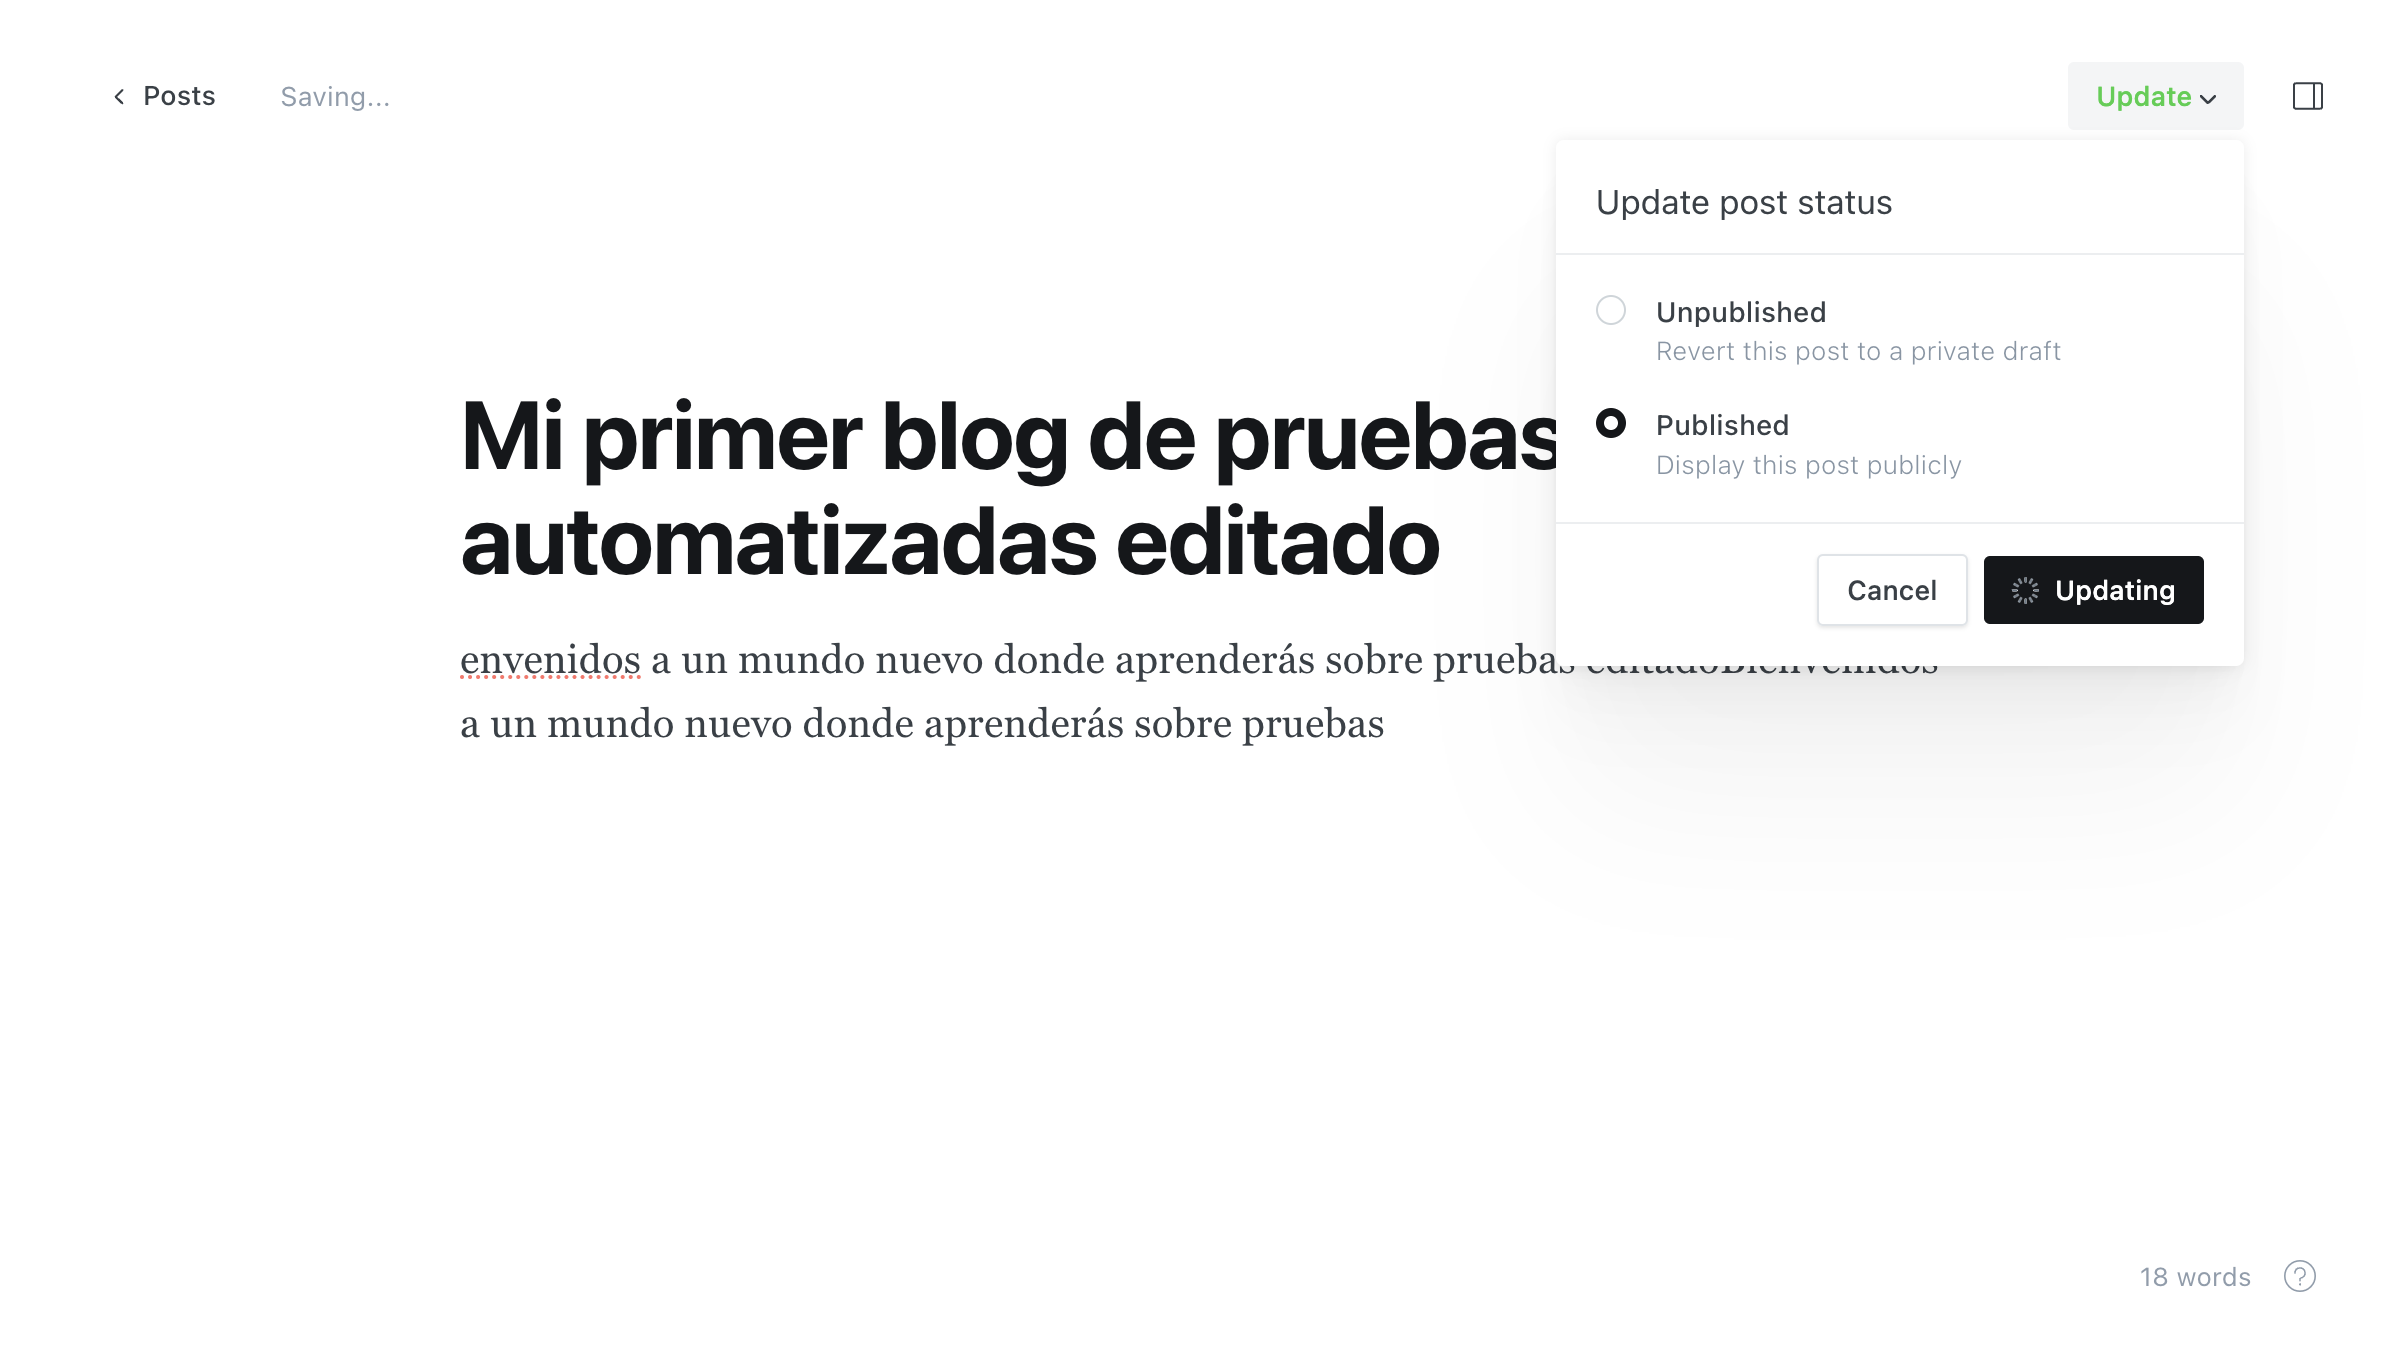 Posts
Saving...
Update
Update post status
Unpublished
Revert this post to a private draft
Published
Display this post publicly
Cancel
Updating
Mi primer blog de pruebas
automatizadas editado
envenidos a un mundo nuevo donde aprenderás sobre pruebas editadoBienvenidos
a un mundo nuevo donde aprenderás sobre pruebas
18 words
?